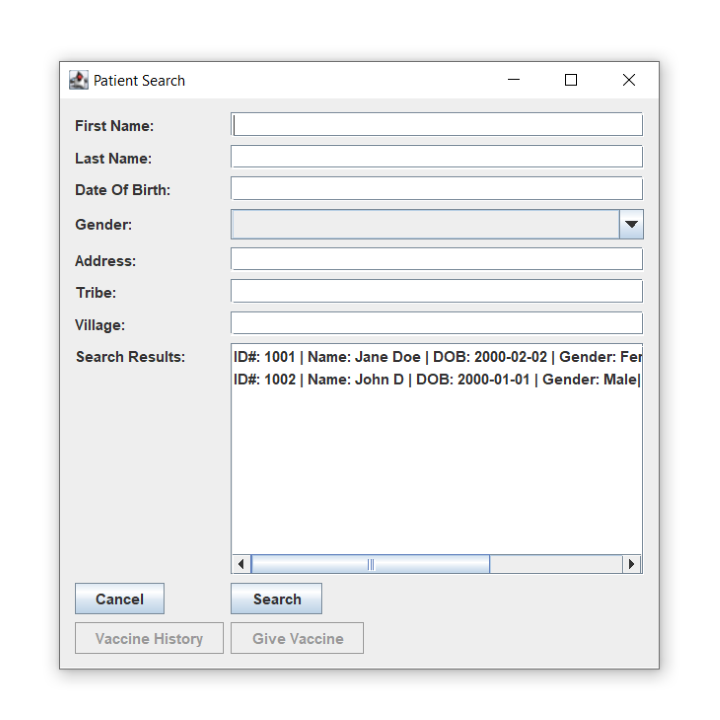 Patient Search
First Name:
Last Name:
Date Of Birth:
Gender:
Address:
Tribe:
Village:
Search Results:
ID#: 1001 | Name: Jane Doe | DOB: 2000-02-02 | Gender: Fer
ID#: 1002 | Name: John D | DOB: 2000-01-01 | Gender: Male|
Cancel Search
Vaccine History Give Vaccine